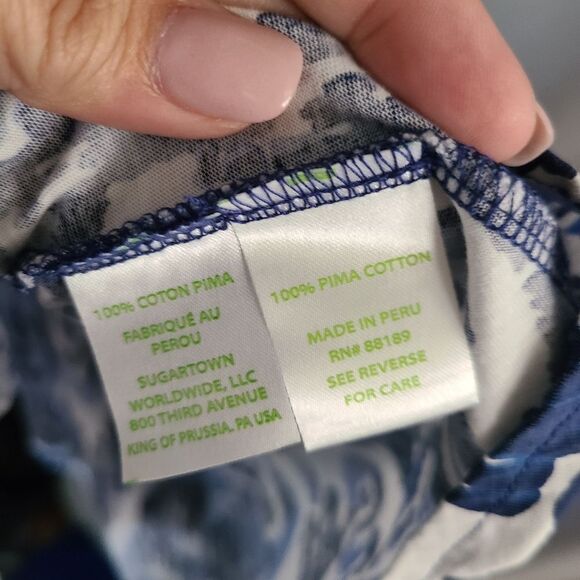 100% COTON PIMA
FABRIQUÉ AU
PEROU
SUGARTOWN
WORLDWIDE, LLC
800 THIRD AVENUE
KING OF PRUSSIA, PA USA
100% PIMA COTTON
MADE IN PERU
RN# 88189
SEE REVERSE
FOR CARE